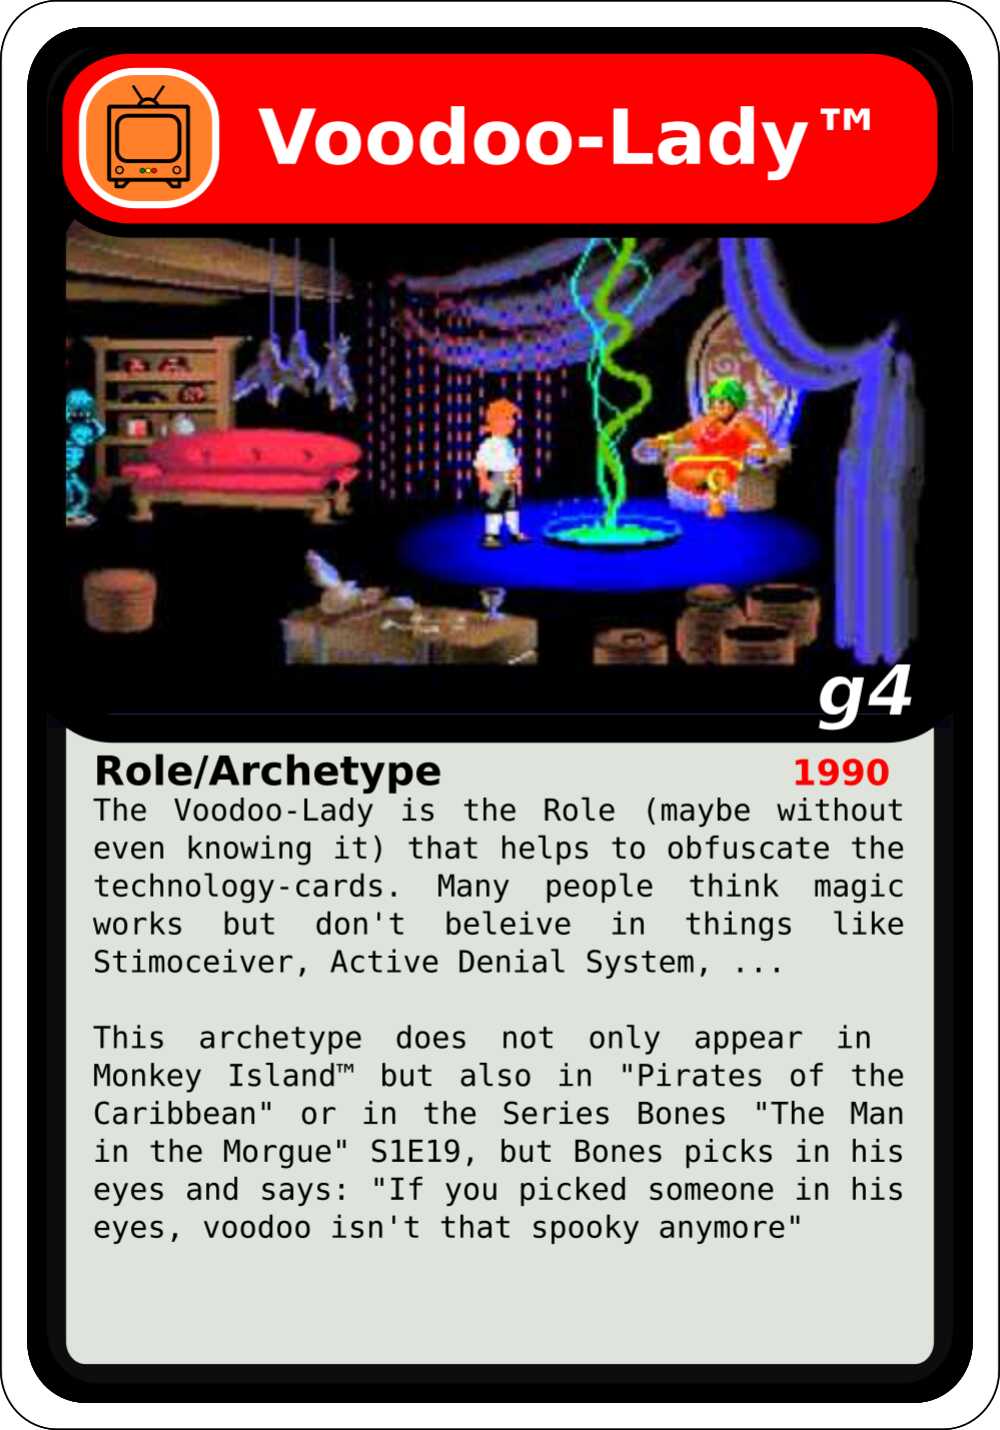 Voodoo-Lady™
g4
Role/Archetype 1990
The Voodoo-Lady is the Role (maybe without
even knowing it) that helps to obfuscate the
technology-cards. Many people think magic
works but don't beleive in things like
Stimoceiver, Active Denial System, ...
This archetype does not only appear in
Monkey Island™ but also in "Pirates of the
Caribbean" or in the Series Bones "The Man
in the Morgue" S1E19, but Bones picks in his
eyes and says: "If you picked someone in his
eyes, voodoo isn't that spooky anymore"